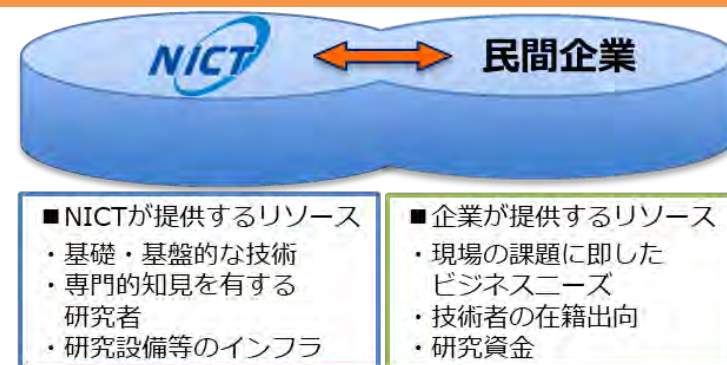 NICT
民間企業
■NICTが提供するリソース
・基礎・基盤的な技術
・専門的知見を有する
研究者
・研究設備等のインフラ
■企業が提供するリソース
・現場の課題に即した
ビジネスニーズ
・技術者の在籍出向
・研究資金